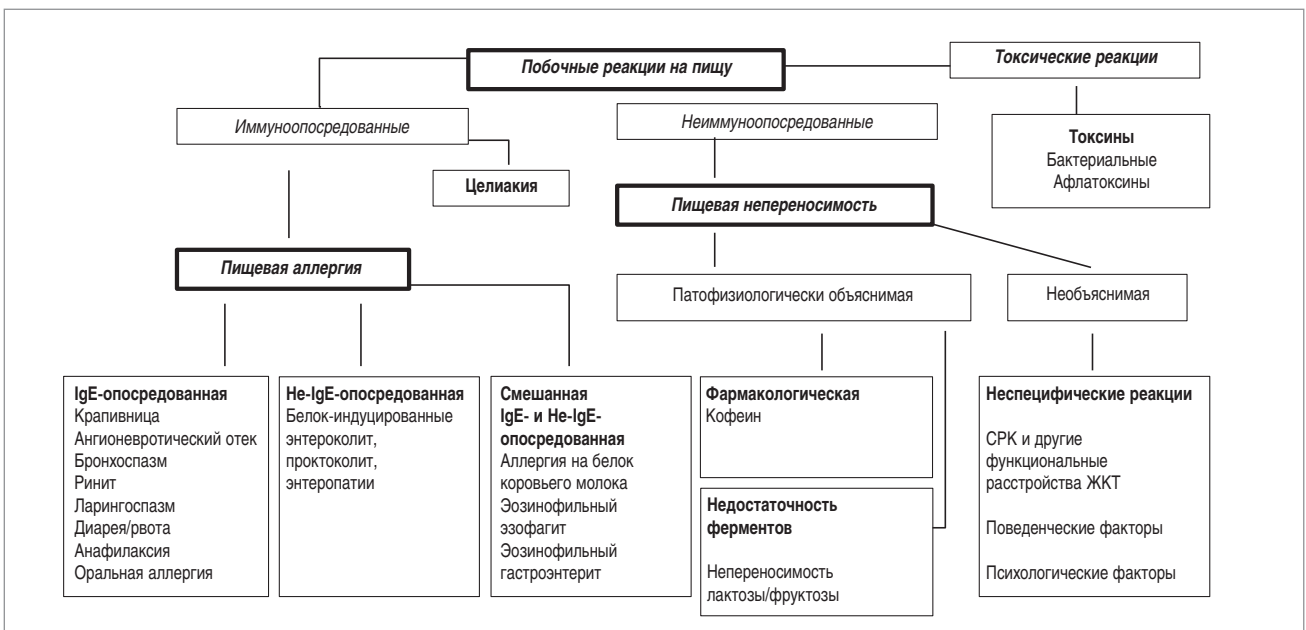 Побочные реакции на пищу
Токсические реакции
Иммуноопосредованные
Неиммуноопосредованные
Токсины
Бактериальные
Афлатоксины
Целиакия
Пищевая непереносимость
Пищевая аллергия
Патофизиологически объяснимая
Необъяснимая
IgE-опосредованная
Крапивница
Ангионевротический отек
Бронхоспазм
Ринит
Ларингоспазм
Диарея/рвота
Анафилаксия
Оральная аллергия
Не-IgE-опосредованная
Белок-индуцированные
энтероколит,
проктоколит,
энтеропатии
Смешанная
IgE- и Не-IgE-
опосредованная
Аллергия на белок
коровьего молока
Эозинофильный
эзофагит
Эозинофильный
гастроэнтерит
Фармакологическая
Кофеин
Недостаточность
ферментов
Непереносимость
лактозы/фруктозы
Неспецифические реакции
СРК и другие
функциональные
расстройства ЖКТ
Поведенческие факторы
Психологические факторы